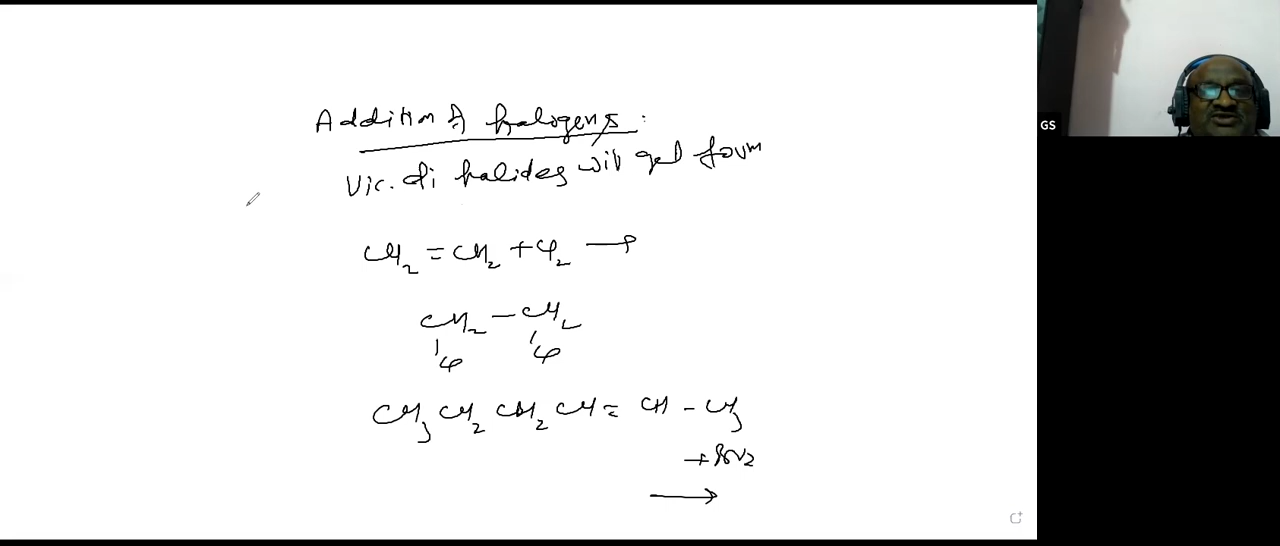 Addition of halogens:
Vic. di halides will get form
CH2 = CH2 + Cl2 →
CH2 - CH2
Cl Cl
CH3 CH2 CH2 CH = CH - CH3
+ Br2
→
GS